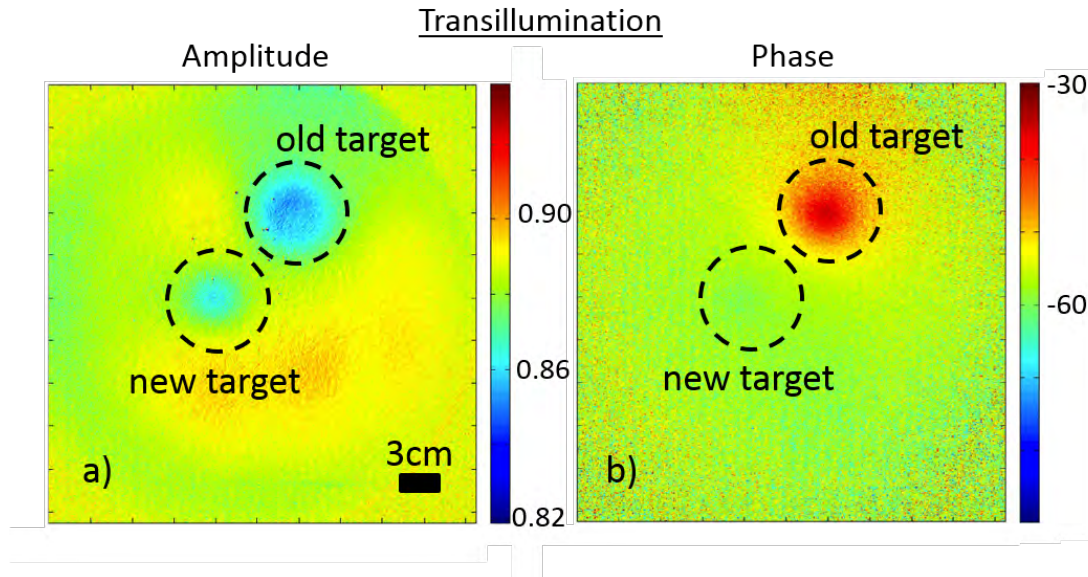 Transillumination
Amplitude
Phase
old target
new target
a)
3cm
0.90
0.86
0.82
old target
new target
b)
-30
-60